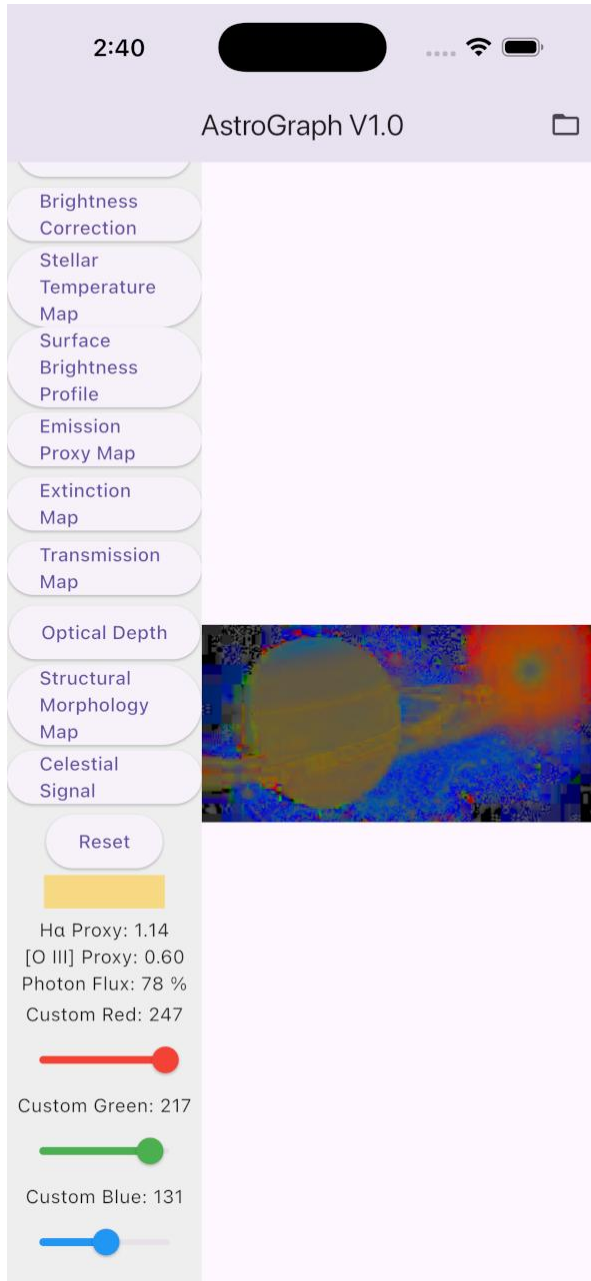 2:40
AstroGraph V1.0
Brightness
Correction
Stellar
Temperature
Map
Surface
Brightness
Profile
Emission
Proxy Map
Extinction
Map
Transmission
Map
Optical Depth
Structural
Morphology
Map
Celestial
Signal
Reset
Hα Proxy: 1.14
[O III] Proxy: 0.60
Photon Flux: 78 %
Custom Red: 247
Custom Green: 217
Custom Blue: 131